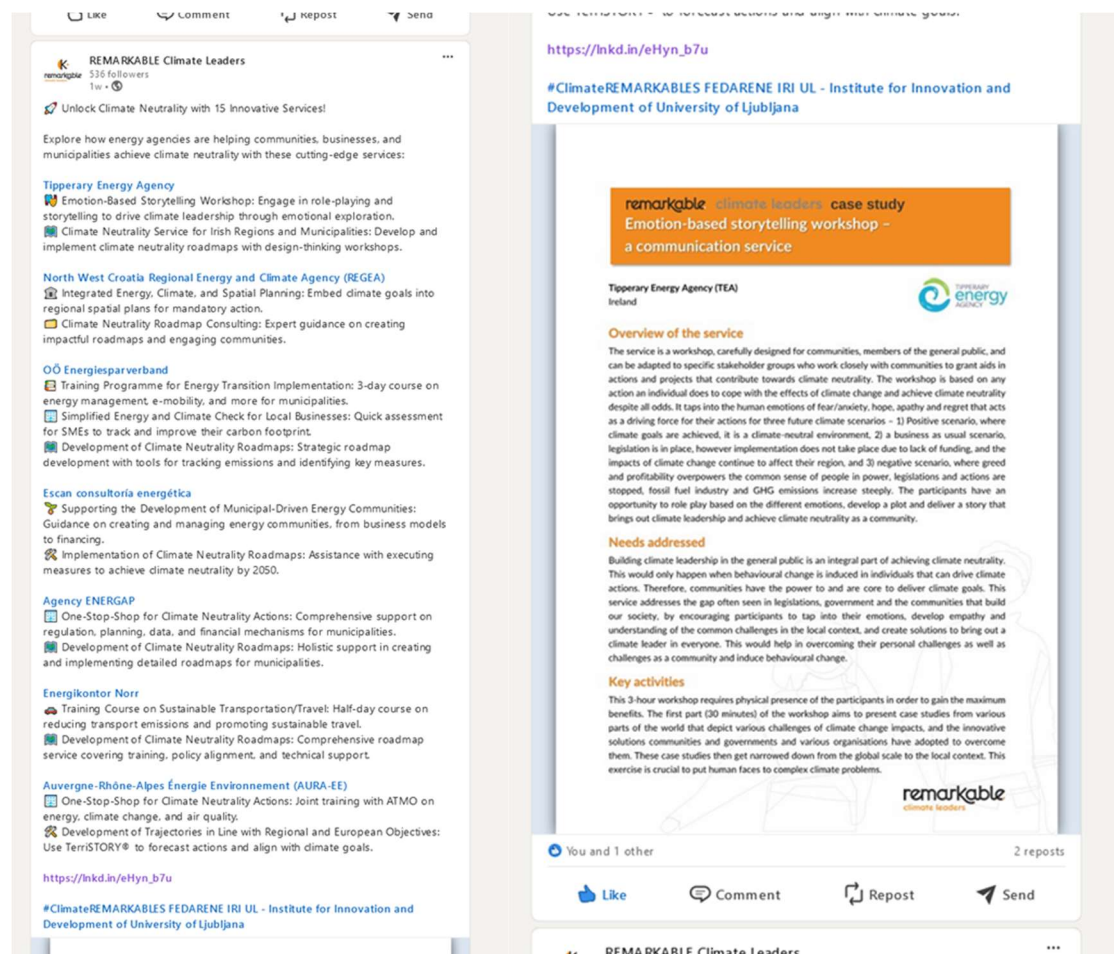 Like Comment Repost Send
remarkable
REMARKABLE Climate Leaders
536 followers
1w •
🚀 Unlock Climate Neutrality with 15 Innovative Services!
Explore how energy agencies are helping communities, businesses, and
municipalities achieve climate neutrality with these cutting-edge services:
Tipperary Energy Agency
🎭 Emotion-Based Storytelling Workshop: Engage in role-playing and
storytelling to drive climate leadership through emotional exploration.
Climate Neutrality Service for Irish Regions and Municipalities: Develop and
implement climate neutrality roadmaps with design-thinking workshops.
North West Croatia Regional Energy and Climate Agency (REGEA)
🏛 Integrated Energy, Climate, and Spatial Planning: Embed climate goals into
regional spatial plans for mandatory action.
Climate Neutrality Roadmap Consulting: Expert guidance on creating
impactful roadmaps and engaging communities.
OÖ Energiesparverband
Training Programme for Energy Transition Implementation: 3-day course on
energy management, e-mobility, and more for municipalities.
Simplified Energy and Climate Check for Local Businesses: Quick assessment
for SMEs to track and improve their carbon footprint.
Development of Climate Neutrality Roadmaps: Strategic roadmap
development with tools for tracking emissions and identifying key measures.
Escan consultoría energética
🌱 Supporting the Development of Municipal-Driven Energy Communities:
Guidance on creating and managing energy communities, from business models
to financing.
🛠 Implementation of Climate Neutrality Roadmaps: Assistance with executing
measures to achieve climate neutrality by 2050.
Agency ENERGAP
One-Stop-Shop for Climate Neutrality Actions: Comprehensive support on
regulation, planning, data, and financial mechanisms for municipalities.
Development of Climate Neutrality Roadmaps: Holistic support in creating
and implementing detailed roadmaps for municipalities.
Energikontor Norr
🚗 Training Course on Sustainable Transportation/Travel: Half-day course on
reducing transport emissions and promoting sustainable travel.
Development of Climate Neutrality Roadmaps: Comprehensive roadmap
service covering training, policy alignment, and technical support.
Auvergne-Rhône-Alpes Énergie Environnement (AURA-EE)
One-Stop-Shop for Climate Neutrality Actions: Joint training with ATMO on
energy, climate change, and air quality.
🛠 Development of Trajectories in Line with Regional and European Objectives:
Use TerriSTORY® to forecast actions and align with climate goals.
https://lnkd.in/eHyn_b7u
#ClimateREMARKABLES FEDARENE IRI UL - Institute for Innovation and
Development of University of Ljubljana
Use TerriSTORY® to forecast actions and align with climate goals.
https://lnkd.in/eHyn_b7u
#ClimateREMARKABLES FEDARENE IRI UL - Institute for Innovation and
Development of University of Ljubljana
remarkable climate leaders case study
Emotion-based storytelling workshop –
a communication service
Tipperary Energy Agency (TEA)
Ireland
TIPPERARY
energy
AGENCY
Overview of the service
The service is a workshop, carefully designed for communities, members of the general public, and
can be adapted to specific stakeholder groups who work closely with communities to grant aids in
actions and projects that contribute towards climate neutrality. The workshop is based on any
action an individual does to cope with the effects of climate change and achieve climate neutrality
despite all odds. It taps into the human emotions of fear/anxiety, hope, apathy and regret that acts
as a driving force for their actions for three future climate scenarios – 1) Positive scenario, where
climate goals are achieved, it is a climate-neutral environment, 2) a business as usual scenario,
legislation is in place, however implementation does not take place due to lack of funding, and the
impacts of climate change continue to affect their region, and 3) negative scenario, where greed
and profitability overpowers the common sense of people in power, legislations and actions are
stopped, fossil fuel industry and GHG emissions increase steeply. The participants have an
opportunity to role play based on the different emotions, develop a plot and deliver a story that
brings out climate leadership and achieve climate neutrality as a community.
Needs addressed
Building climate leadership in the general public is an integral part of achieving climate neutrality.
This would only happen when behavioural change is induced in individuals that can drive climate
actions. Therefore, communities have the power to and are core to deliver climate goals. This
service addresses the gap often seen in legislations, government and the communities that build
our society, by encouraging participants to tap into their emotions, develop empathy and
understanding of the common challenges in the local context, and create solutions to bring out a
climate leader in everyone. This would help in overcoming their personal challenges as well as
challenges as a community and induce behavioural change.
Key activities
This 3-hour workshop requires physical presence of the participants in order to gain the maximum
benefits. The first part (30 minutes) of the workshop aims to present case studies from various
parts of the world that depict various challenges of climate change impacts, and the innovative
solutions communities and governments and various organisations have adopted to overcome
them. These case studies then get narrowed down from the global scale to the local context. This
exercise is crucial to put human faces to complex climate problems.
remarkable
climate leaders
You and 1 other 2 reposts
Like Comment Repost Send
REMARKABLE Climate Leaders